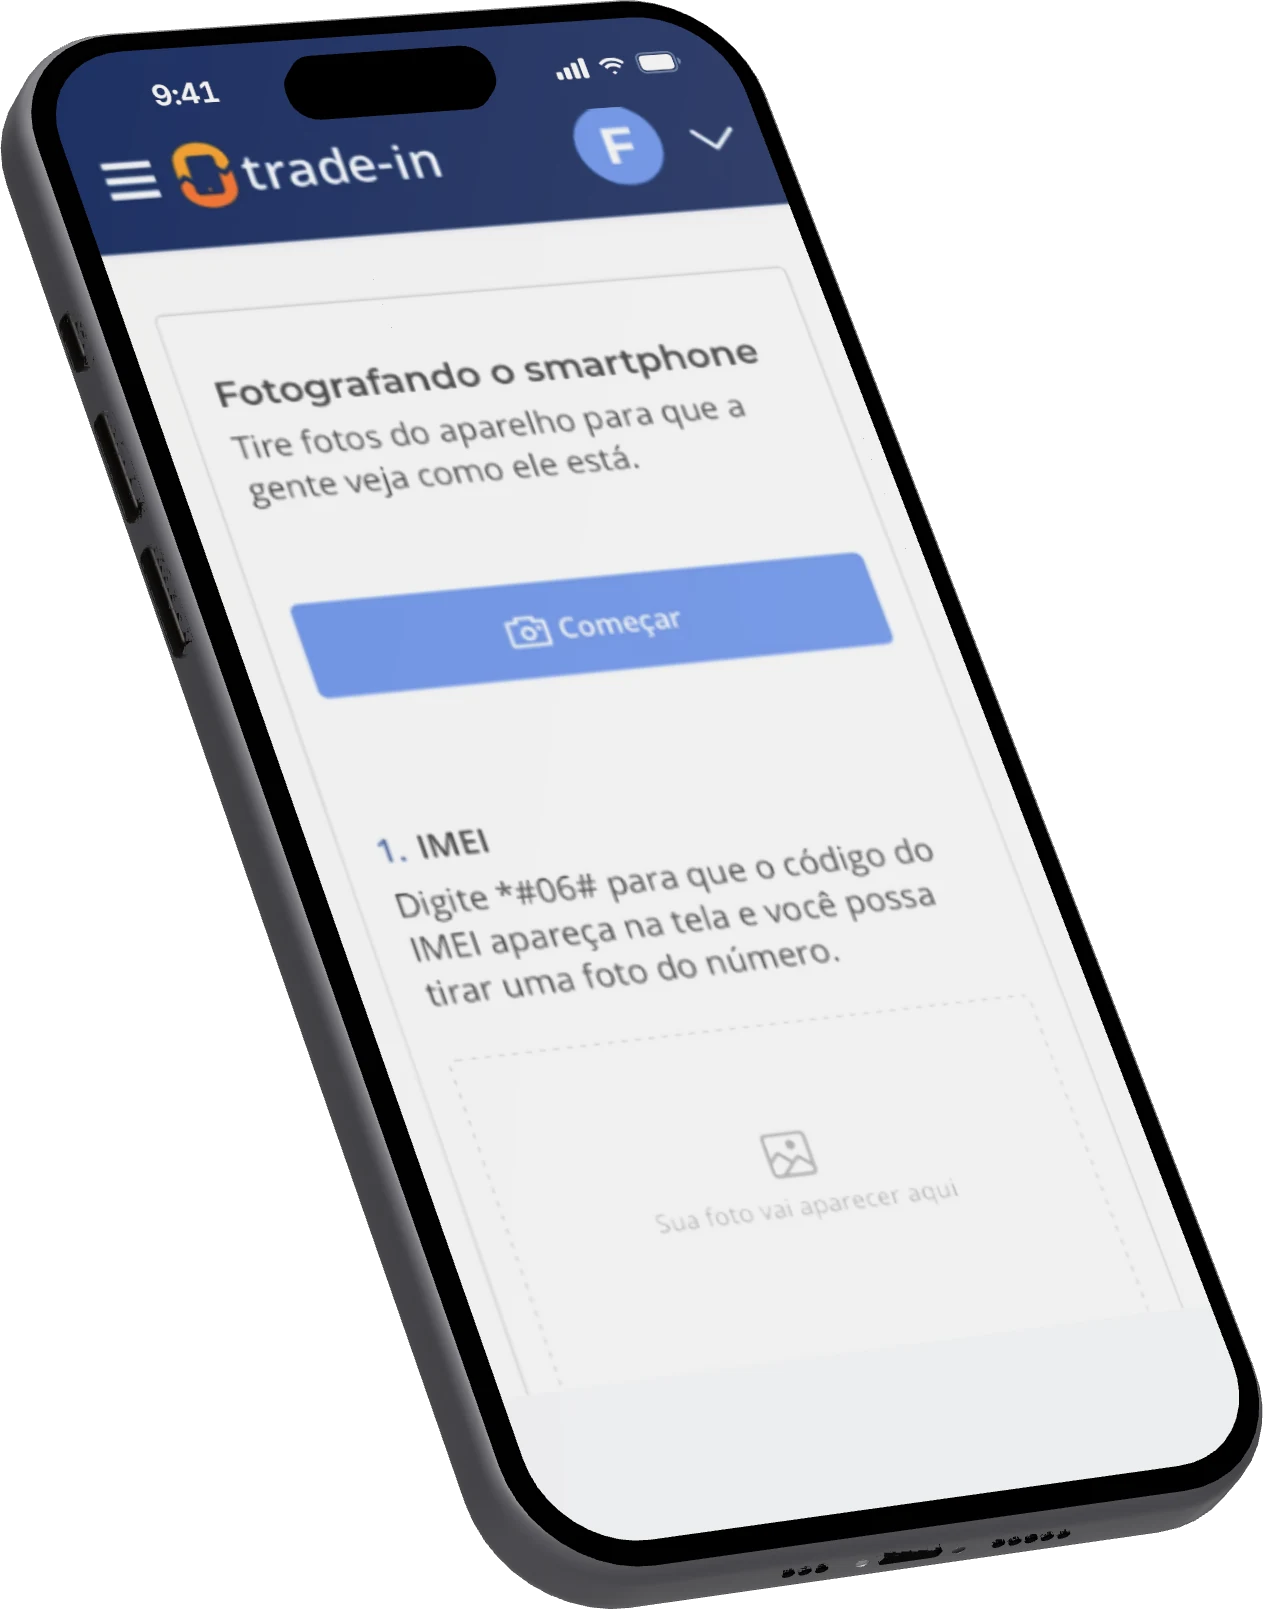 9:41
trade-in
F
Fotografando o smartphone
Tire fotos do aparelho para que a
gente veja como ele está.
Começar
1. IMEI
Digite *#06# para que o código do
IMEI apareça na tela e você possa
tirar uma foto do número.
Sua foto vai aparecer aqui